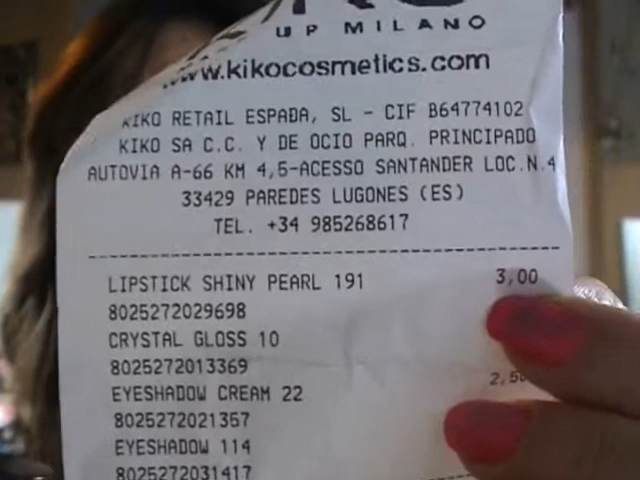 UP MILANO
www.kikocosmetics.com
KIKO RETAIL ESPADA, SL - CIF B64774102
KIKO SA C.C. Y DE OCIO PARQ. PRINCIPADO
AUTOVIA A-66 KM 4,5-ACESSO SANTANDER LOC.N.4
33429 PAREDES LUGONES (ES)
TEL. +34 985268617
LIPSTICK SHINY PEARL 191 3,00
8025272029698
CRYSTAL GLOSS 10
8025272013369
EYESHADOW CREAM 22 2,50
8025272021357
EYESHADOW 114
8025272031417